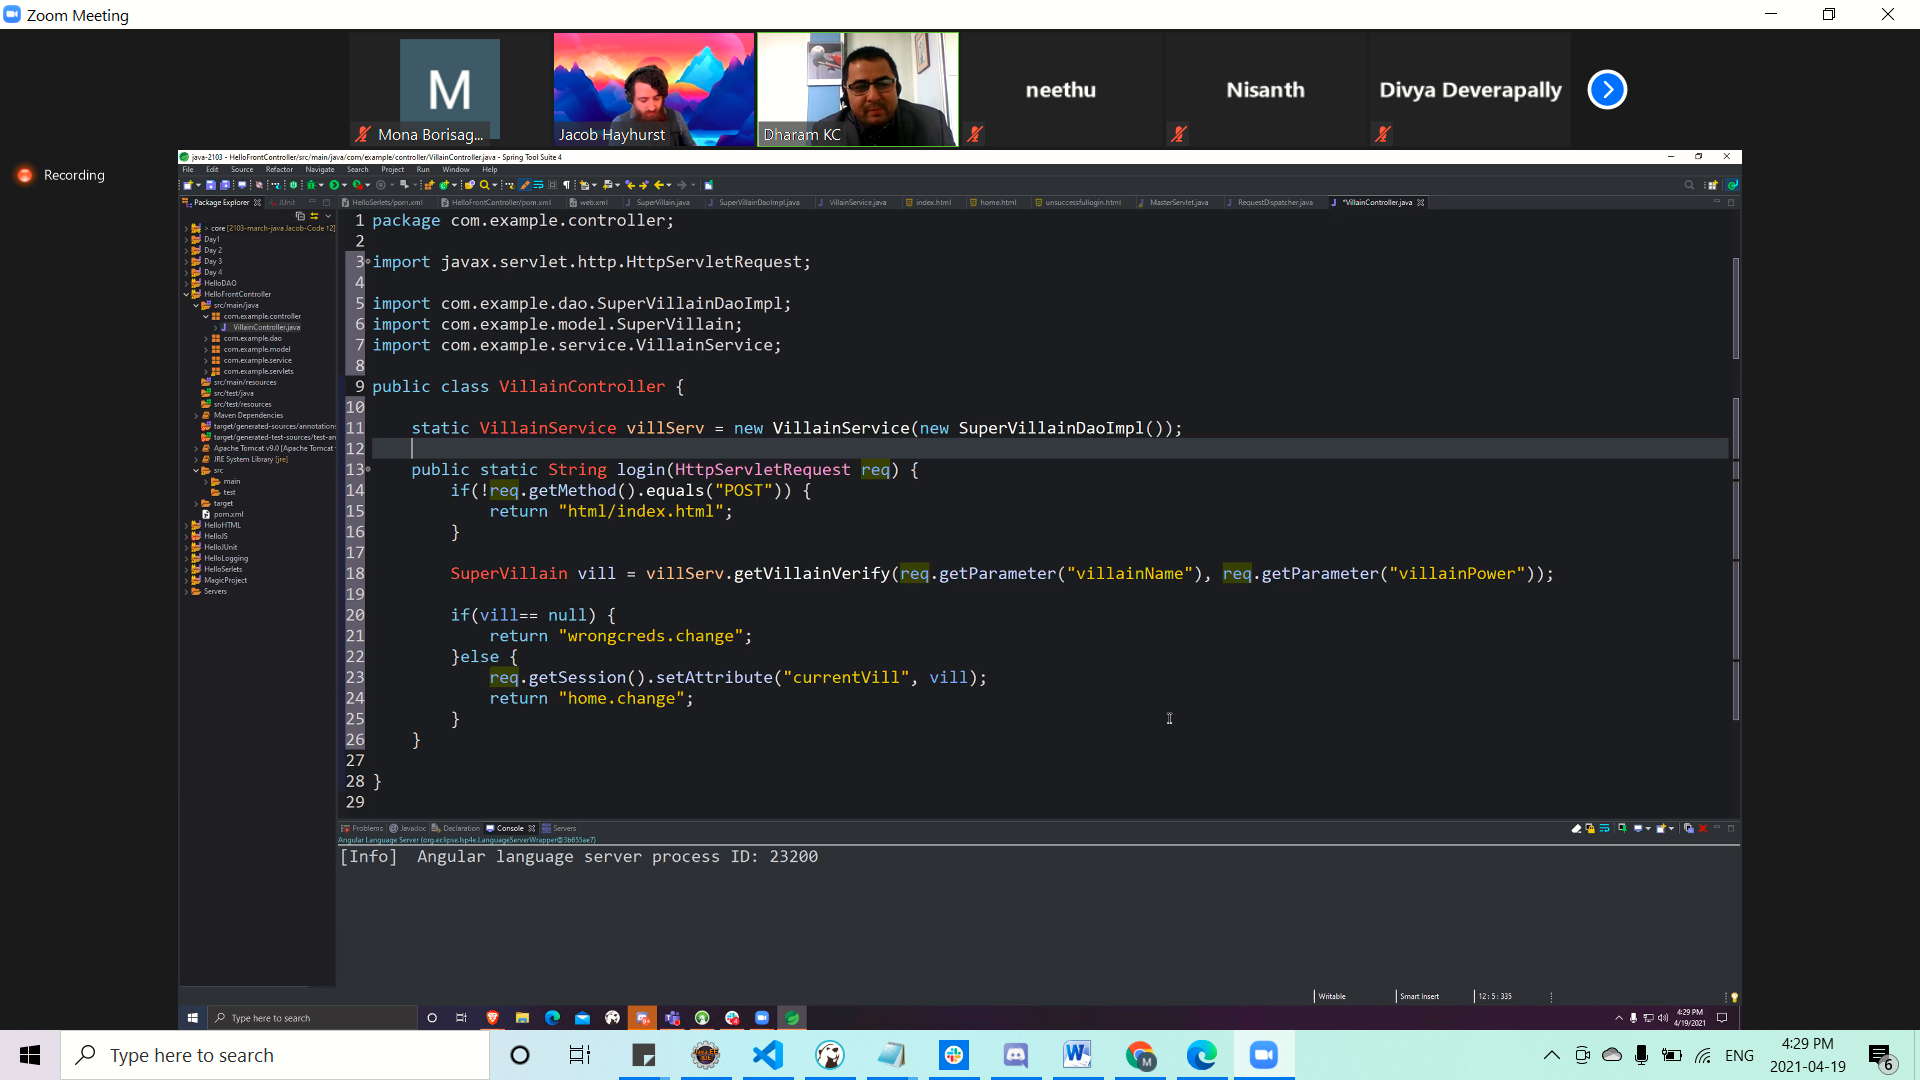 Zoom Meeting
M
Mona Borisag...
Jacob Hayhurst
Dharam KC
neethu
Nisanth
Divya Deverapally
Recording
java-2103 - HelloFrontController/src/main/java/com/example/controller/VillainController.java - Spring Tool Suite 4
File Edit Source Refactor Navigate Search Project Run Window Help
Package Explorer JUnit
HelloSerlets/pom.xml HelloFrontController/pom.xml web.xml SuperVillain.java SuperVillainDaoImpl.java VillainService.java index.html home.html unsuccessfullogin.html MasterServlet.java RequestDispatcher.java *VillainController.java
> core [2103-march-java Jacob-Code ↑2]
Day1
Day 2
Day 3
Day 4
HelloDAO
HelloFrontController
src/main/java
com.example.controller
VillainController.java
com.example.dao
com.example.model
com.example.service
com.example.servlets
src/main/resources
src/test/java
src/test/resources
Maven Dependencies
target/generated-sources/annotations
target/generated-test-sources/test-an
Apache Tomcat v9.0 [Apache Tomcat
JRE System Library [jre]
src
main
test
target
pom.xml
HelloHTML
HelloJS
HelloJUnit
HelloLogging
HelloSerlets
MagicProject
Servers
1 package com.example.controller;
2
3 import javax.servlet.http.HttpServletRequest;
4
5 import com.example.dao.SuperVillainDaoImpl;
6 import com.example.model.SuperVillain;
7 import com.example.service.VillainService;
8
9 public class VillainController {
10
11 static VillainService villServ = new VillainService(new SuperVillainDaoImpl());
12
13 public static String login(HttpServletRequest req) {
14 if(!req.getMethod().equals("POST")) {
15 return "html/index.html";
16 }
17
18 SuperVillain vill = villServ.getVillainVerify(req.getParameter("villainName"), req.getParameter("villainPower"));
19
20 if(vill== null) {
21 return "wrongcreds.change";
22 }else {
23 req.getSession().setAttribute("currentVill", vill);
24 return "home.change";
25 }
26 }
27
28 }
29
Problems Javadoc Declaration Console Servers
Angular Language Server (org.eclipse.lsp4e.LanguageServerWrapper@3b655ae7)
[Info]  Angular language server process ID: 23200
Writable Smart Insert 12 : 5 : 335
Type here to search
4:29 PM
4/19/2021
Type here to search
ENG
4:29 PM
2021-04-19
6